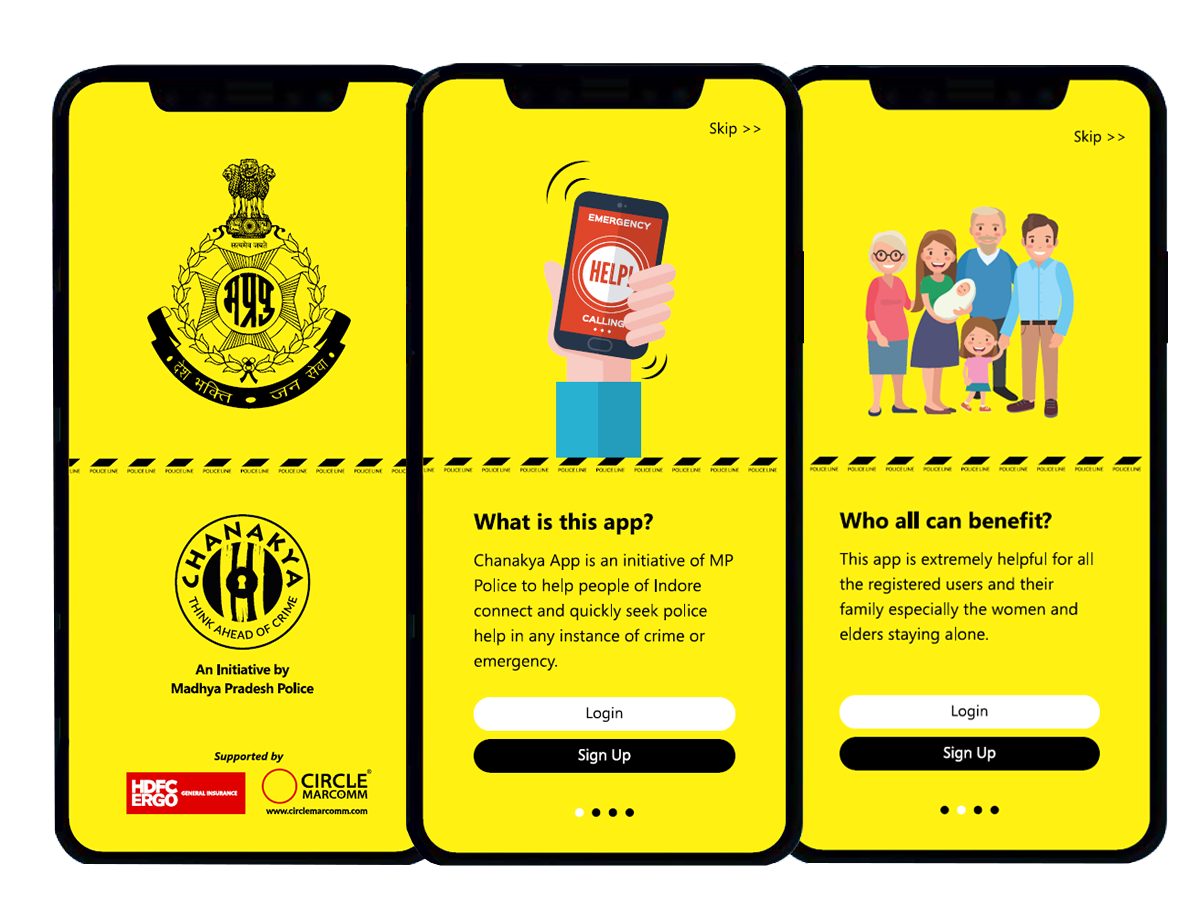 सत्यमेव जयते
मप्रपु
देश भक्ति • जन सेवा
LINE POLICE LINE POLICE LINE POLICE LINE POLICE LINE POLICE LINE POLICE LINE POLICE LINE POLICE LINE POLIC
CHANAKYA
THINK AHEAD OF CRIME
An Initiative by
Madhya Pradesh Police
Supported by
HDFC
ERGO
GENERAL INSURANCE
CIRCLE®
MARCOMM
www.circlemarcomm.com
Skip >>
EMERGENCY
HELP!
CALLING
LINE POLICE LINE POLICE LINE POLICE LINE POLICE LINE POLICE LINE POLICE LINE POLICE LINE POLICE LINE POLICE LINE
What is this app?
Chanakya App is an initiative of MP
Police to help people of Indore
connect and quickly seek police
help in any instance of crime or
emergency.
Login
Sign Up
Skip >>
POLICE LINE POLICE LINE POLICE LINE POLICE LINE POLICE LINE POLICE LINE POLICE LINE POLICE LINE POLICE LINE
Who all can benefit?
This app is extremely helpful for all
the registered users and their
family especially the women and
elders staying alone.
Login
Sign Up